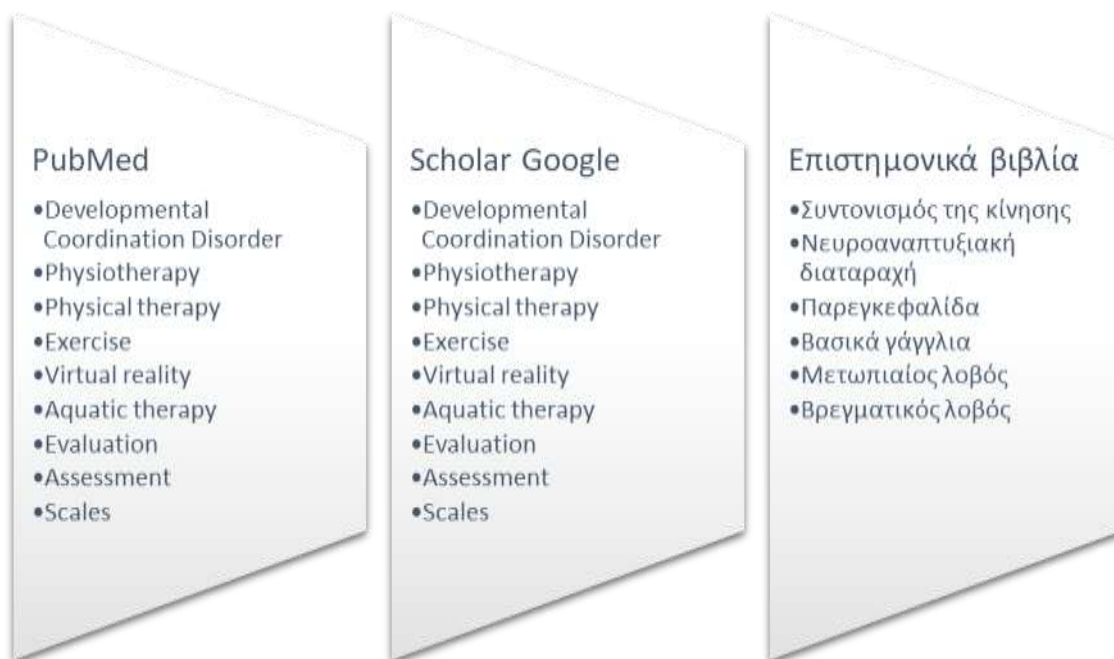 PubMed
•Developmental
Coordination Disorder
•Physiotherapy
•Physical therapy
•Exercise
•Virtual reality
•Aquatic therapy
•Evaluation
•Assessment
•Scales
Scholar Google
•Developmental
Coordination Disorder
•Physiotherapy
•Physical therapy
•Exercise
•Virtual reality
•Aquatic therapy
•Evaluation
•Assessment
•Scales
Επιστημονικά βιβλία
•Συντονισμός της κίνησης
•Νευροαναπτυξιακή
διαταραχή
•Παρεγκεφαλίδα
•Βασικά γάγγλια
•Μετωπιαίος λοβός
•Βρεγματικός λοβός